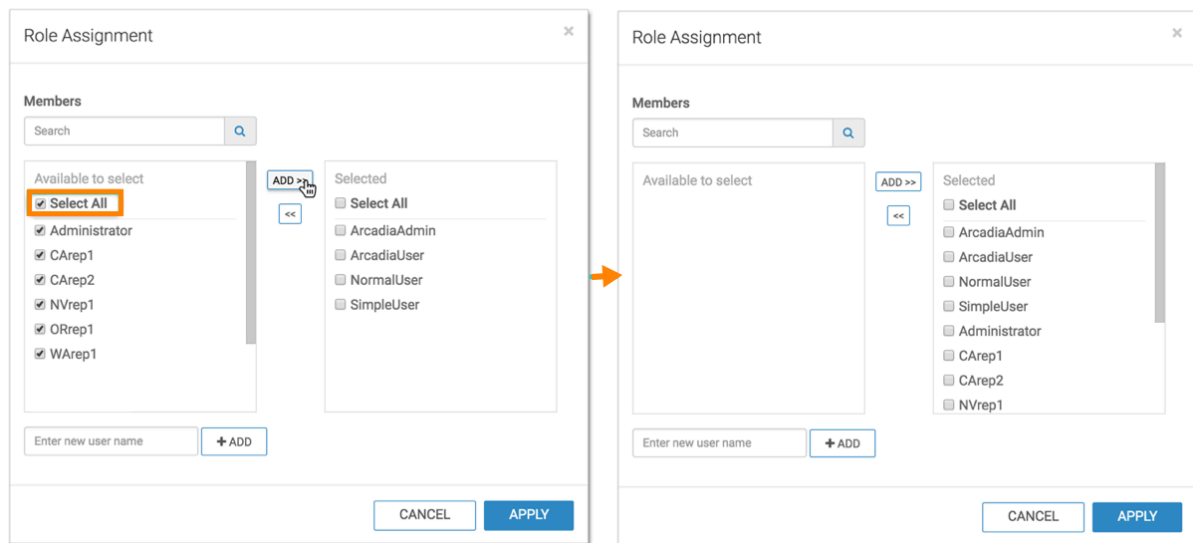 Role Assignment
×
Members
Search
Available to select
Select All
Administrator
CArep1
CArep2
NVrep1
ORrep1
WArep1
ADD >>
<<
Selected
Select All
ArcadiaAdmin
ArcadiaUser
NormalUser
SimpleUser
Enter new user name
+ ADD
CANCEL
APPLY
Role Assignment
×
Members
Search
Available to select
ADD >>
<<
Selected
Select All
ArcadiaAdmin
ArcadiaUser
NormalUser
SimpleUser
Administrator
CArep1
CArep2
NVrep1
Enter new user name
+ ADD
CANCEL
APPLY